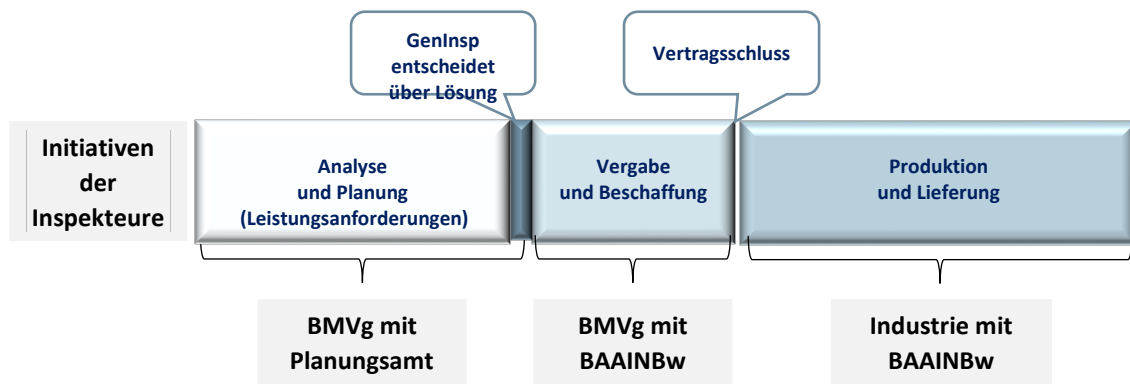 GenInsp
entscheidet
über Lösung
Vertragsschluss
Initiativen
der
Inspekteure
Analyse
und Planung
(Leistungsanforderungen)
Vergabe
und Beschaffung
Produktion
und Lieferung
BMVg mit
Planungsamt
BMVg mit
BAAINBw
Industrie mit
BAAINBw